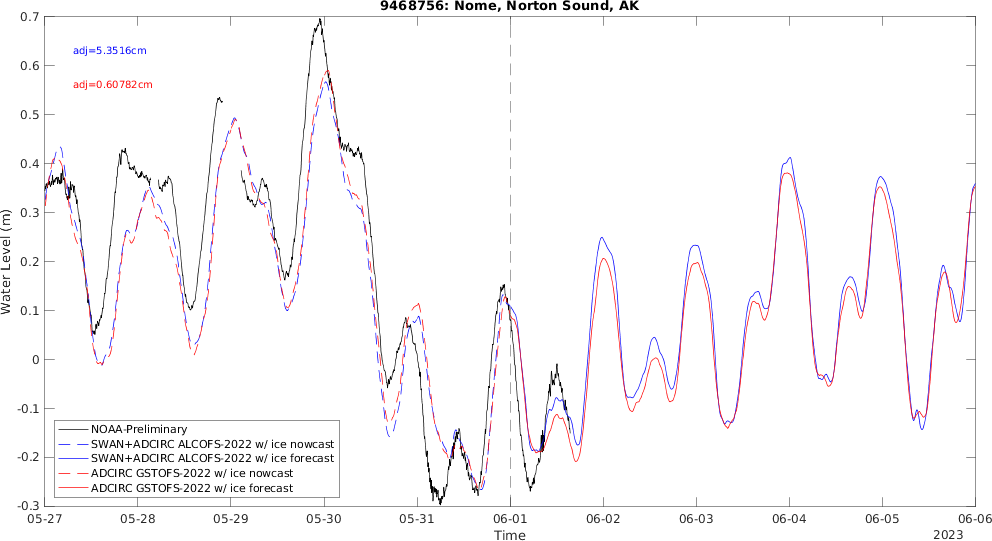 9468756: Nome, Norton Sound, AK
0.7
0.6
0.5
0.4
0.3
0.2
0.1
0
-0.1
-0.2
-0.3
Water Level (m)
adj=5.3516cm
adj=0.60782cm
NOAA-Preliminary
SWAN+ADCIRC ALCOFS-2022 w/ ice nowcast
SWAN+ADCIRC ALCOFS-2022 w/ ice forecast
ADCIRC GSTOFS-2022 w/ ice nowcast
ADCIRC GSTOFS-2022 w/ ice forecast
05-27 05-28 05-29 05-30 05-31 06-01 06-02 06-03 06-04 06-05 06-06
Time
2023